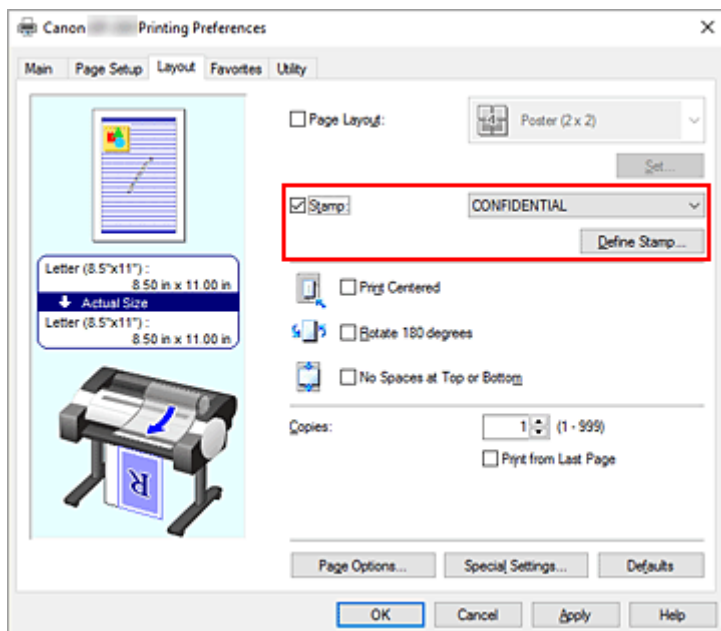 Canon Printing Preferences
Main Page Setup Layout Favorites Utility
Page Layout: Poster (2 x 2)
Set...
Stamp: CONFIDENTIAL
Define Stamp...
Letter (8.5"x11") :
8.50 in x 11.00 in
Actual Size
Letter (8.5"x11") :
8.50 in x 11.00 in
Print Centered
Rotate 180 degrees
No Spaces at Top or Bottom
Copies: 1 (1 - 999)
Print from Last Page
R
Page Options... Special Settings... Defaults
OK Cancel Apply Help